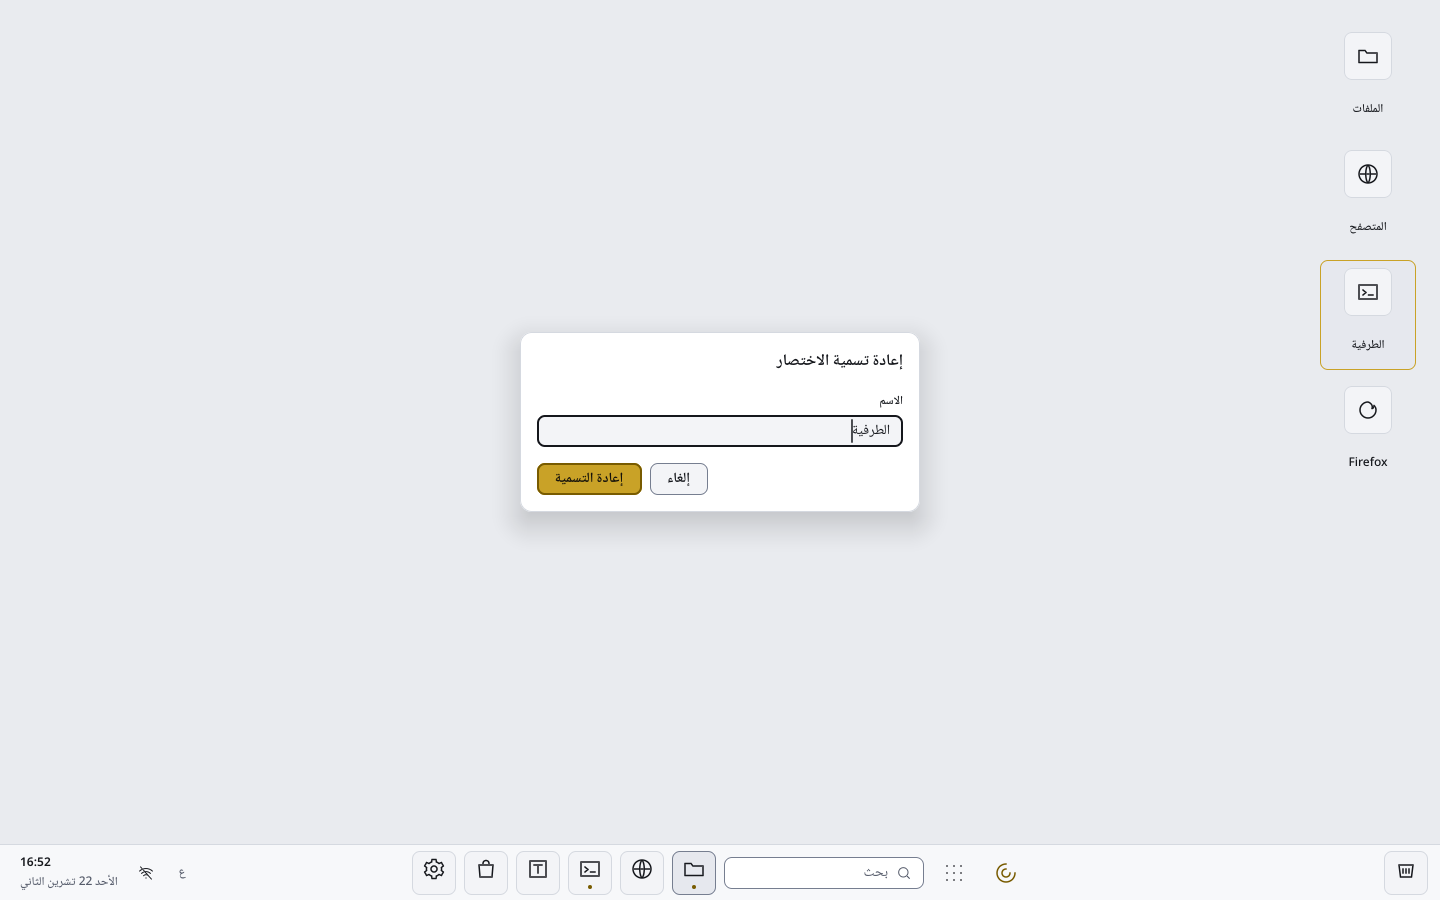 الملفات
المتصفح
الطرفية
Firefox
إعادة تسمية الاختصار
الاسم
الطرفية
إلغاء
إعادة التسمية
بحث
ع
16:52
الأحد 22 تشرين الثاني